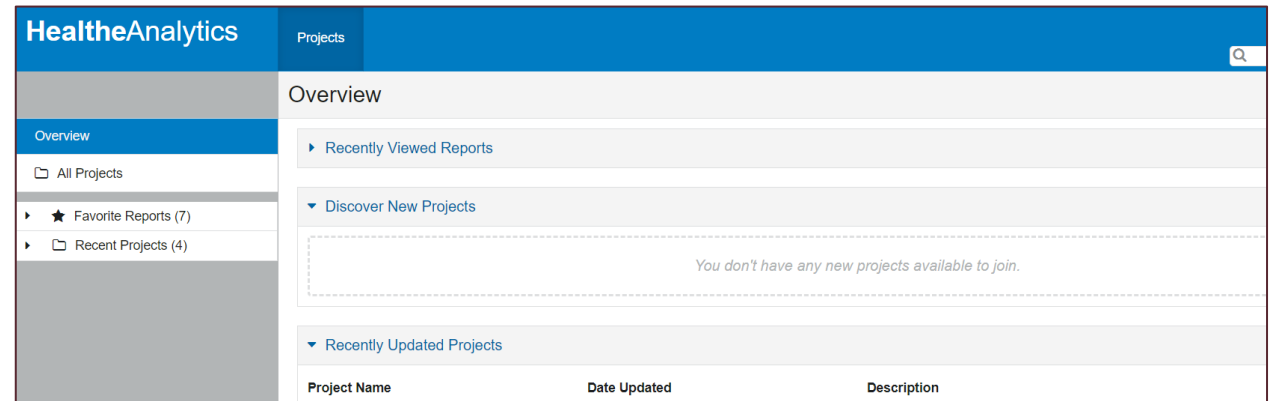 HealtheAnalytics
Projects
Overview
Overview
All Projects
Favorite Reports (7)
Recent Projects (4)
Recently Viewed Reports
Discover New Projects
You don't have any new projects available to join.
Recently Updated Projects
Project Name Date Updated Description